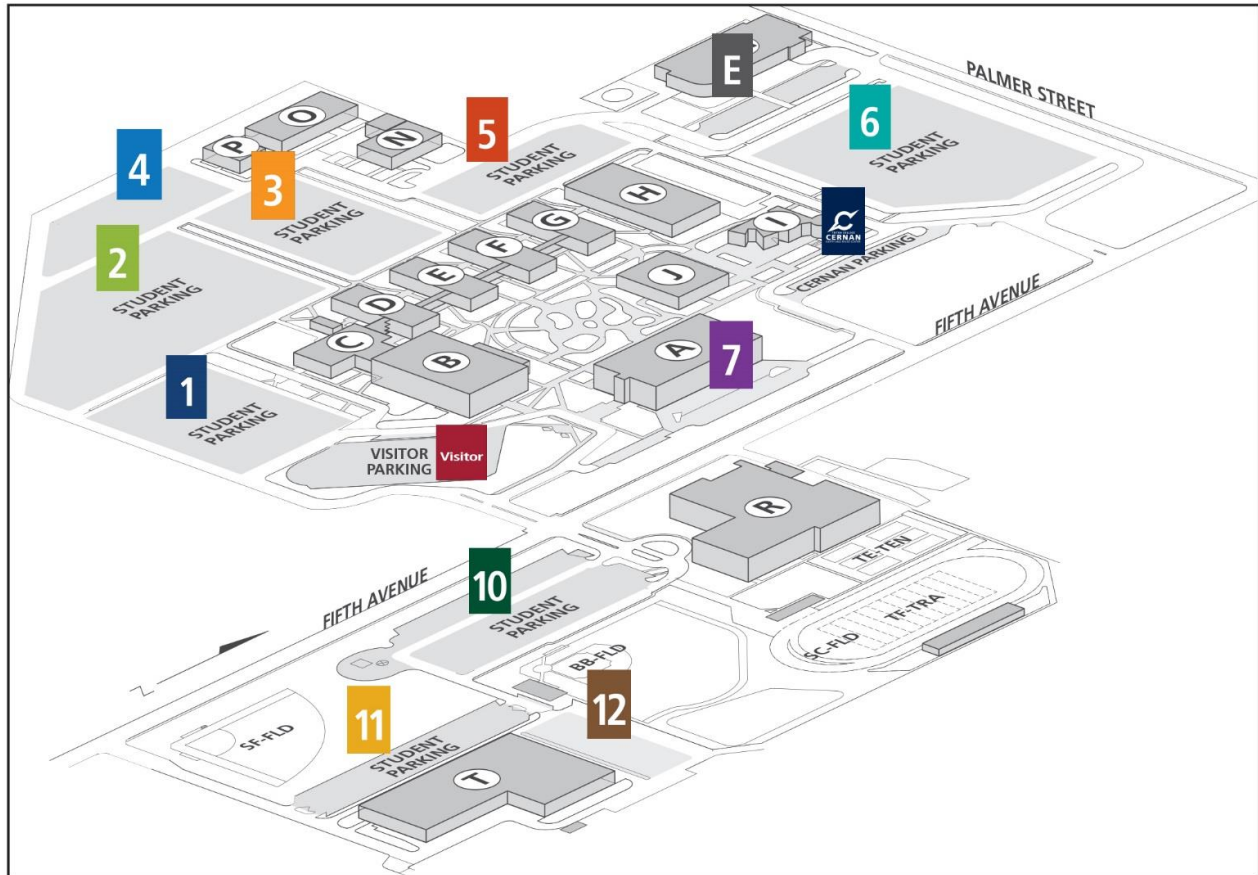 PALMER STREET
E
6
STUDENT
PARKING
O
P
N
5
STUDENT
PARKING
4
3
STUDENT
PARKING
H
I
CERNAN
CERNAN PARKING
G
F
E
J
2
STUDENT
PARKING
D
C
B
A
7
FIFTH AVENUE
1
STUDENT
PARKING
VISITOR
PARKING
Visitor
R
TE-TEN
FIFTH AVENUE
10
STUDENT
PARKING
TF-TRA
SC-FLD
BB-FLD
N
SF-FLD
11
STUDENT
PARKING
12
T